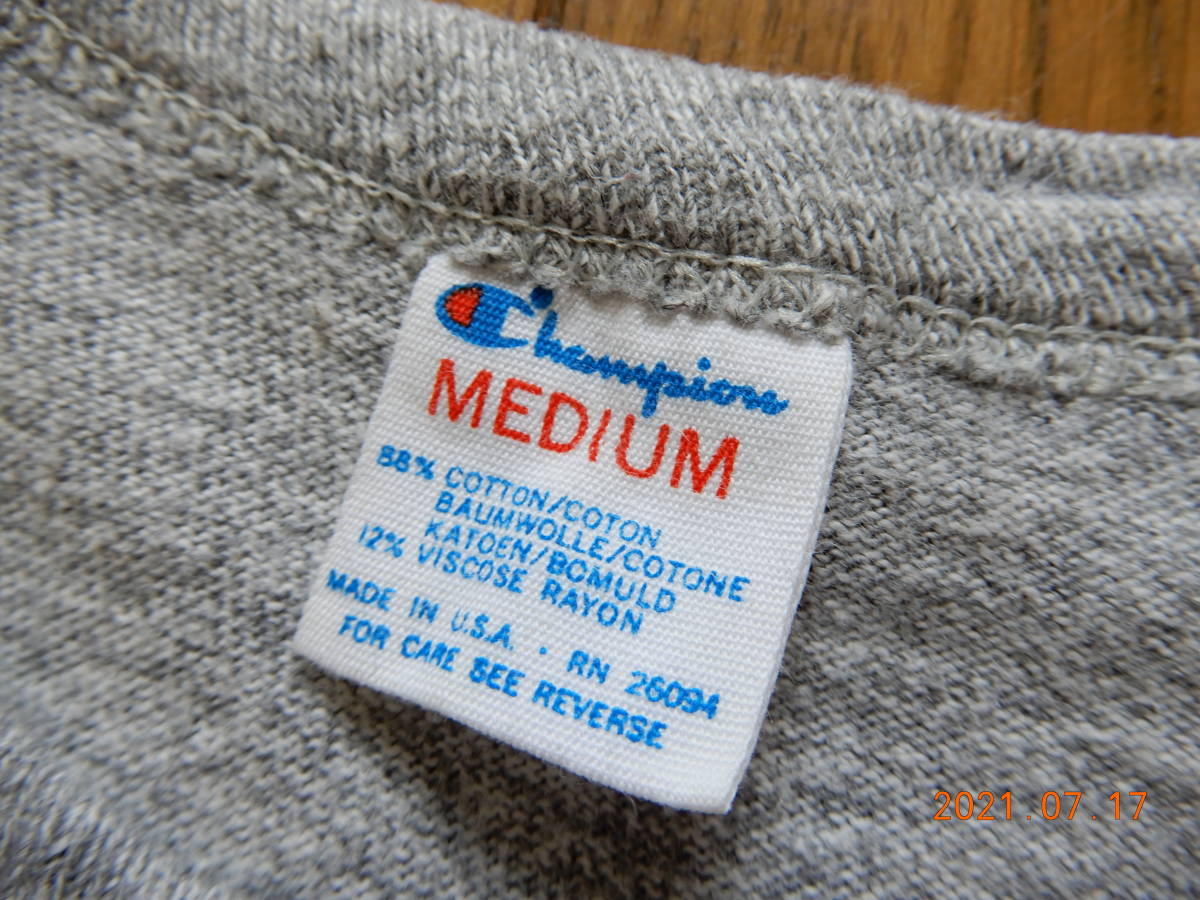 Champion
MEDIUM
88% COTTON/COTON
BAUMWOLLE/COTONE
KATOEN/BOMULD
12% VISCOSE RAYON
MADE IN U.S.A. · RN 26094
FOR CARE SEE REVERSE
2021.07.17